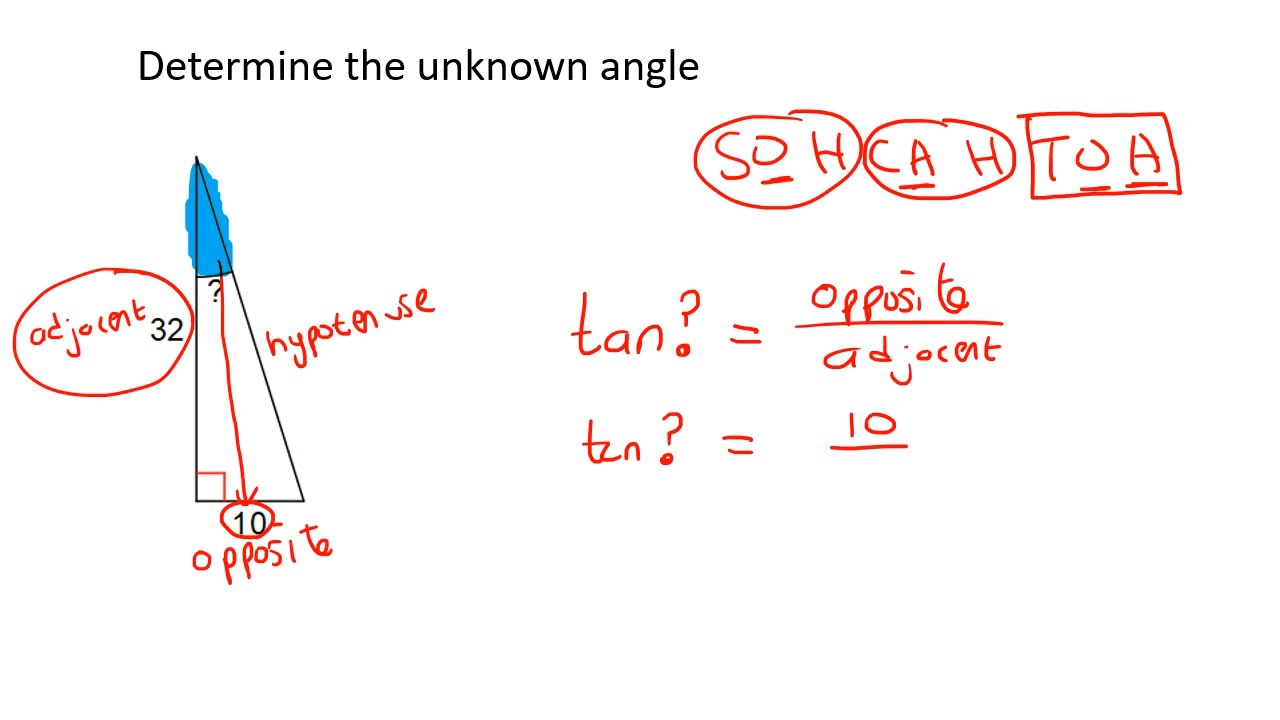 Determine the unknown angle
SOH CAH TOA
?
adjacent 32
hypotenuse
10
opposite
tan? = opposite
adjacent
tan? = 10